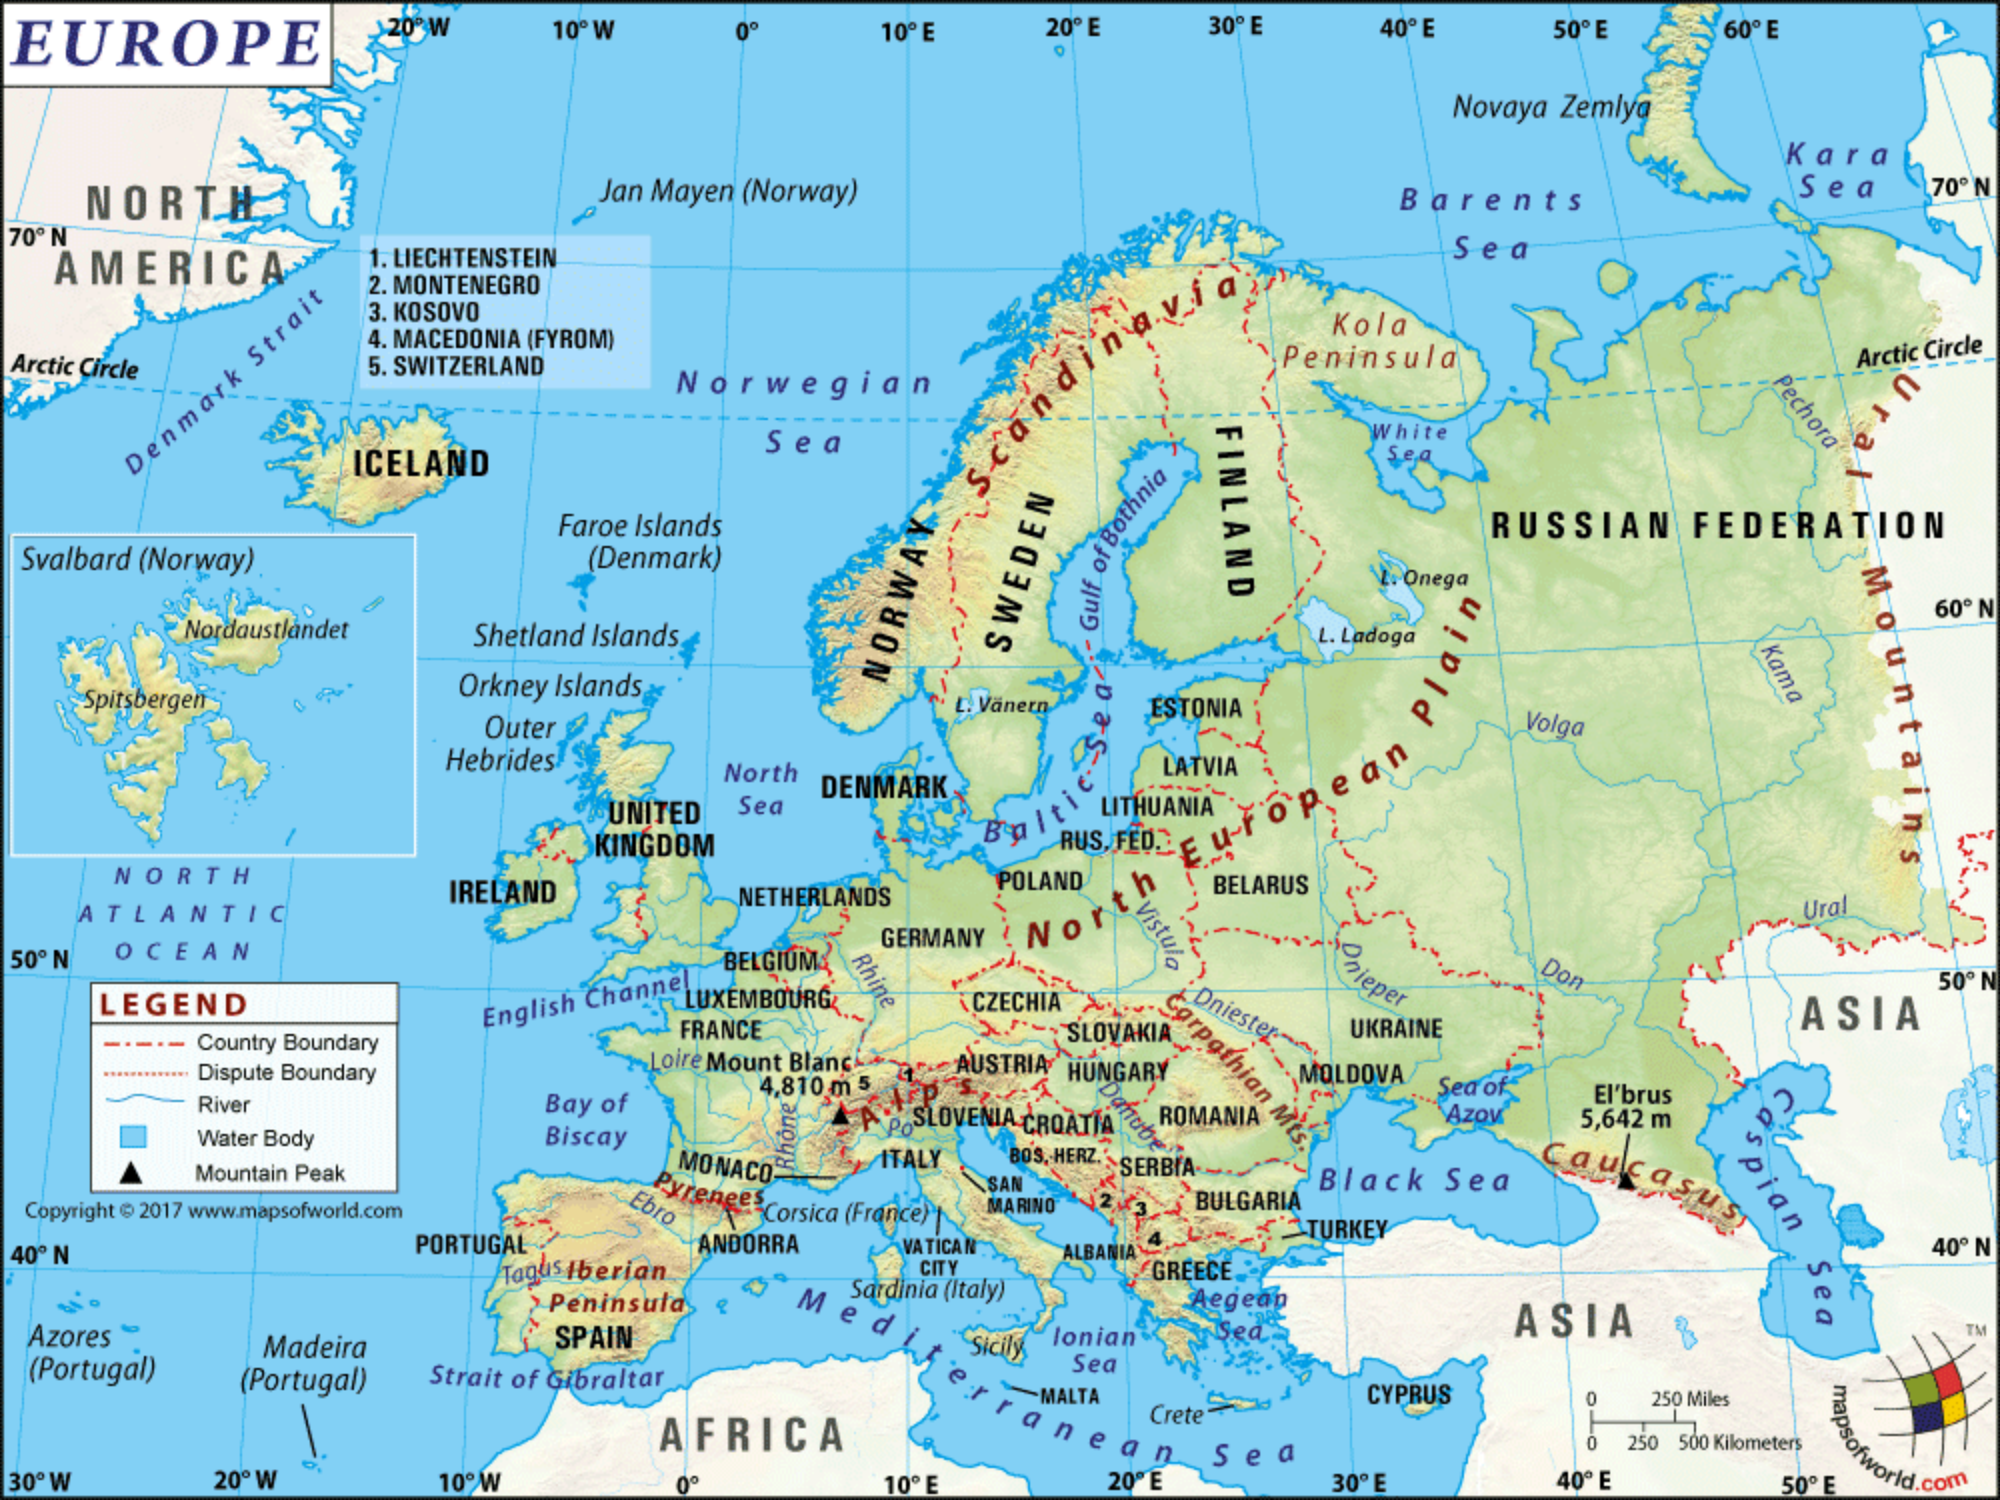 EUROPE
20° W
10° W
0°
10° E
20° E
30° E
40° E
50° E
60° E
Novaya Zemlya
Kara
Sea
70° N
NORTH
AMERICA
70° N
Jan Mayen (Norway)
Barents
Sea
1. LIECHTENSTEIN
2. MONTENEGRO
3. KOSOVO
4. MACEDONIA (FYROM)
5. SWITZERLAND
Arctic Circle
Denmark Strait
Norwegian
Sea
Scandinavia
Kola
Peninsula
Arctic Circle
White
Sea
Pechora
Ural Mountains
ICELAND
FINLAND
RUSSIAN FEDERATION
Faroe Islands
(Denmark)
NORWAY
SWEDEN
Gulf of Bothnia
L. Onega
L. Ladoga
60° N
Svalbard (Norway)
Nordaustlandet
Spitsbergen
Shetland Islands
Orkney Islands
Outer
Hebrides
L. Vänern
ESTONIA
Volga
Kama
North
Sea
DENMARK
Baltic Sea
LATVIA
LITHUANIA
RUS. FED.
North European Plain
UNITED
KINGDOM
IRELAND
NETHERLANDS
POLAND
BELARUS
NORTH
ATLANTIC
OCEAN
50° N
GERMANY
Vistula
Ural
BELGIUM
Rhine
Dnieper
Don
50° N
English Channel
LUXEMBOURG
CZECHIA
Dniester
ASIA
FRANCE
SLOVAKIA
Carpathian Mts.
UKRAINE
LEGEND
Country Boundary
Dispute Boundary
River
Water Body
Mountain Peak
Copyright © 2017 www.mapsofworld.com
Loire
Mount Blanc
4,810 m
5
1
Alps
AUSTRIA
HUNGARY
MOLDOVA
Sea of
Azov
El'brus
5,642 m
Bay of
Biscay
Rhône
Po
SLOVENIA
CROATIA
Danube
ROMANIA
Caucasus
Caspian Sea
MONACO
ITALY
BOS.-HERZ.
SERBIA
Black Sea
Pyrenees
Ebro
SAN
MARINO
2
3
4
BULGARIA
Corsica (France)
TURKEY
40° N
PORTUGAL
ANDORRA
VATICAN
CITY
ALBANIA
40° N
Tagus
Iberian
Peninsula
GREECE
Sardinia (Italy)
Aegean
Sea
SPAIN
Mediterranean Sea
Sicily
Ionian
Sea
ASIA
Azores
(Portugal)
Madeira
(Portugal)
Strait of Gibraltar
MALTA
Crete
CYPRUS
AFRICA
0 250 Miles
0 250 500 Kilometers
TM
mapsofworld.com
30° W
20° W
10° W
0°
10° E
20° E
30° E
40° E
50° E